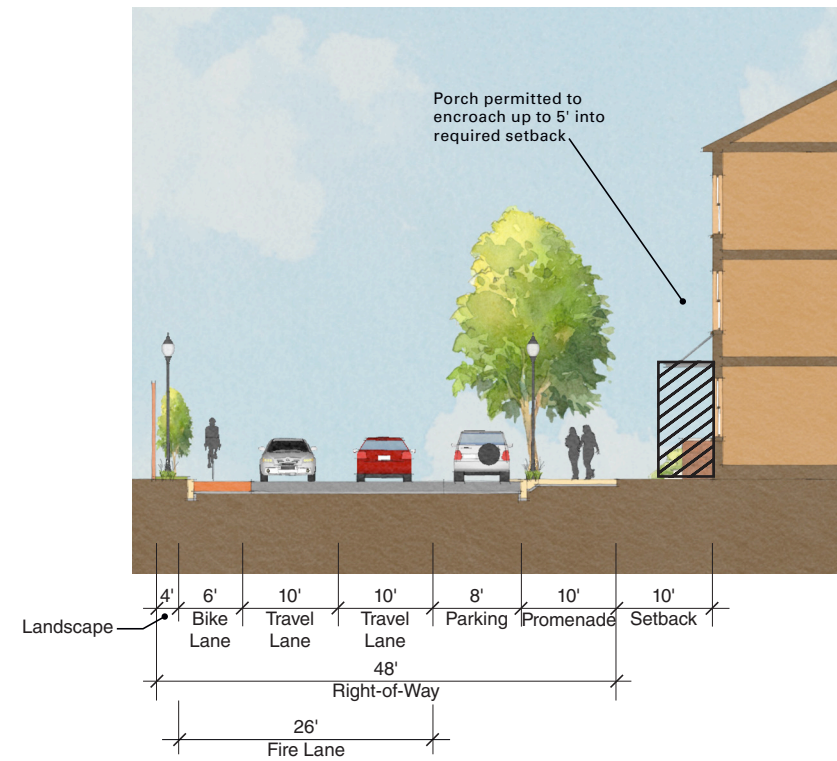 Porch permitted to
encroach up to 5' into
required setback
4' 6' 10' 10' 8' 10' 10'
Landscape Bike Travel Travel Parking Promenade Setback
Lane Lane Lane
48'
Right-of-Way
26'
Fire Lane